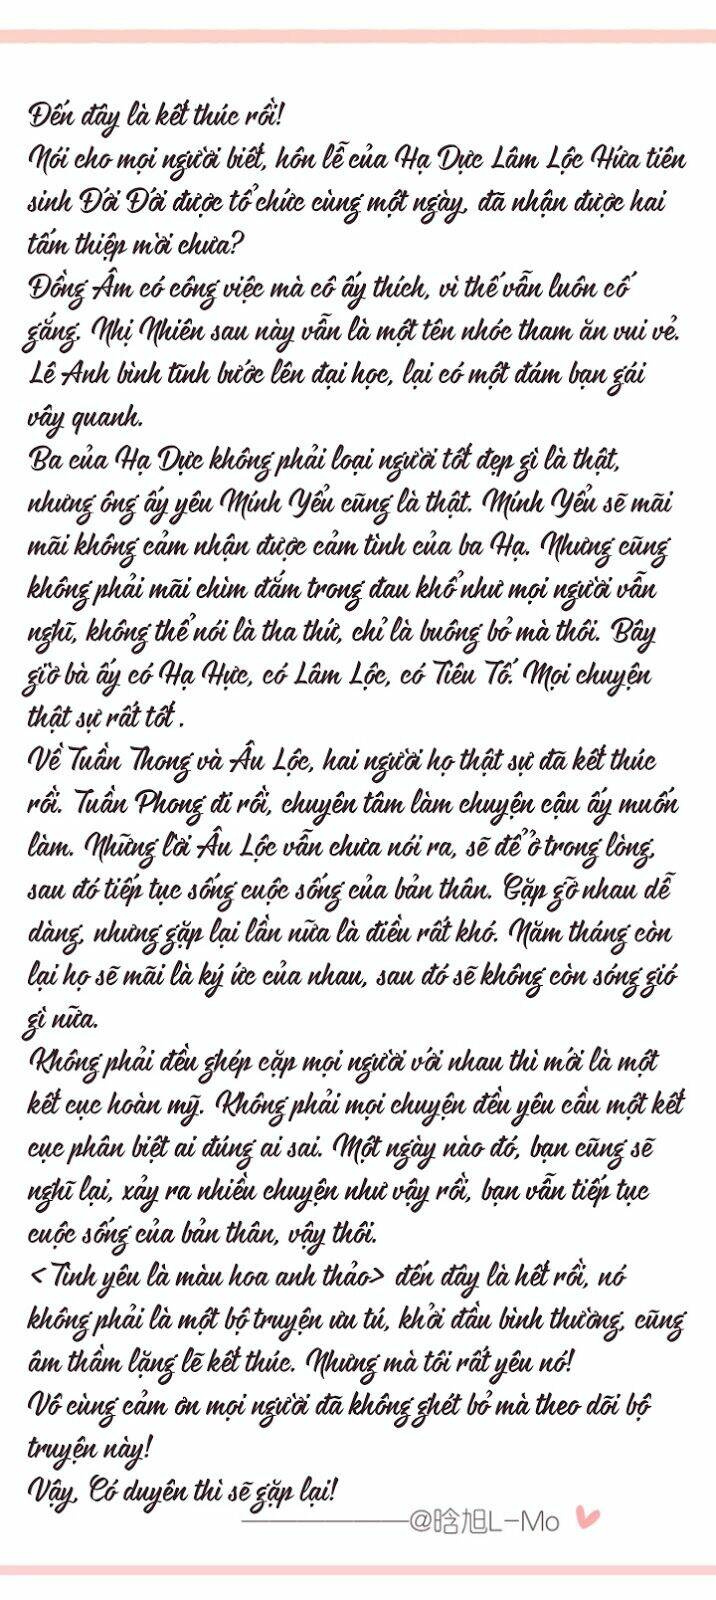 Đến đây là kết thúc rồi!
Nói cho mọi người biết, hôn lễ của Hạ Dực Lâm Lộc Hứa tiên
sinh Đới Đới được tổ chức cùng một ngày, đã nhận được hai
tấm thiệp mời chưa?
Đồng Âm có công việc mà cô ấy thích, vì thế vẫn luôn cố
gắng. Nhị Nhiên sau này vẫn là một tên nhóc tham ăn vui vẻ.
Lê Anh bình tĩnh bước lên đại học, lại có một đám bạn gái
vây quanh.
Ba của Hạ Dực không phải loại người tốt đẹp gì là thật,
nhưng ông ấy yêu Mính Yểu cũng là thật. Mính Yểu sẽ mãi
mãi không cảm nhận được cảm tình của ba Hạ. Nhưng cũng
không phải mãi chìm đắm trong đau khổ như mọi người vẫn
nghĩ, không thể nói là tha thứ, chỉ là buông bỏ mà thôi. Bây
giờ bà ấy có Hạ Hực, có Lâm Lộc, có Tiêu Tố. Mọi chuyện
thật sự rất tốt .
Về Tuần Thong và Âu Lộc, hai người họ thật sự đã kết thúc
rồi. Tuần Phong đi rồi, chuyên tâm làm chuyện cậu ấy muốn
làm. Những lời Âu Lộc vẫn chưa nói ra, sẽ để ở trong lòng,
sau đó tiếp tục sống cuộc sống của bản thân. Gặp gỡ nhau dễ
dàng, nhưng gặp lại lần nữa là điều rất khó. Năm tháng còn
lại họ sẽ mãi là ký ức của nhau, sau đó sẽ không còn sóng gió
gì nữa.
Không phải đều ghép cặp mọi người với nhau thì mới là một
kết cục hoàn mỹ. Không phải mọi chuyện đều yêu cầu một kết
cục phân biệt ai đúng ai sai. Một ngày nào đó, bạn cũng sẽ
nghĩ lại, xảy ra nhiều chuyện như vậy rồi, bạn vẫn tiếp tục
cuộc sống của bản thân, vậy thôi.
<Tình yêu là màu hoa anh thảo> đến đây là hết rồi, nó
không phải là một bộ truyện ưu tú, khởi đầu bình thường, cũng
âm thầm lặng lẽ kết thúc. Nhưng mà tôi rất yêu nó!
Vô cùng cảm ơn mọi người đã không ghét bỏ mà theo dõi bộ
truyện này!
Vậy, Có duyên thì sẽ gặp lại!
——————@晗旭L-Mo